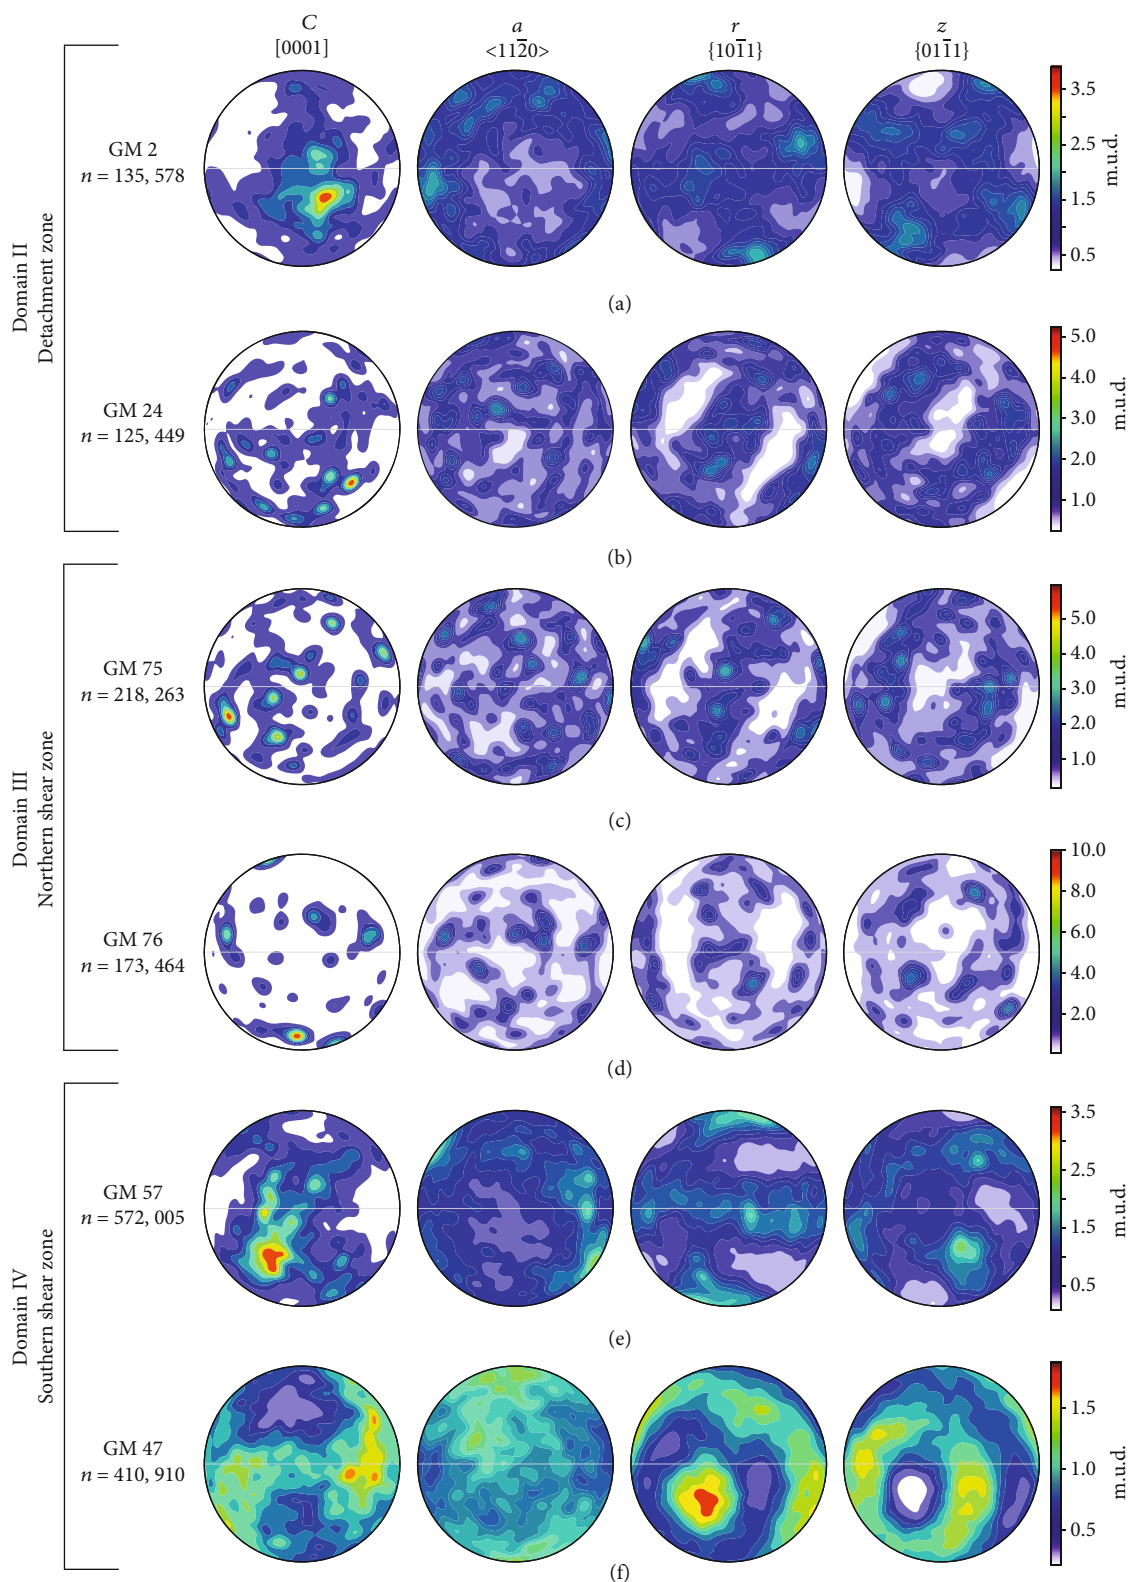 C a r z
[0001] <112̅0> {101̅1} {011̅1}
Domain II
Detachment zone
GM 2
n = 135, 578
3.5
2.5
1.5
0.5
m.u.d.
(a)
GM 24
n = 125, 449
5.0
4.0
3.0
2.0
1.0
m.u.d.
(b)
Domain III
Northern shear zone
GM 75
n = 218, 263
5.0
4.0
3.0
2.0
1.0
m.u.d.
(c)
GM 76
n = 173, 464
10.0
8.0
6.0
4.0
2.0
m.u.d.
(d)
Domain IV
Southern shear zone
GM 57
n = 572, 005
3.5
2.5
1.5
0.5
m.u.d.
(e)
GM 47
n = 410, 910
1.5
1.0
0.5
m.u.d.
(f)